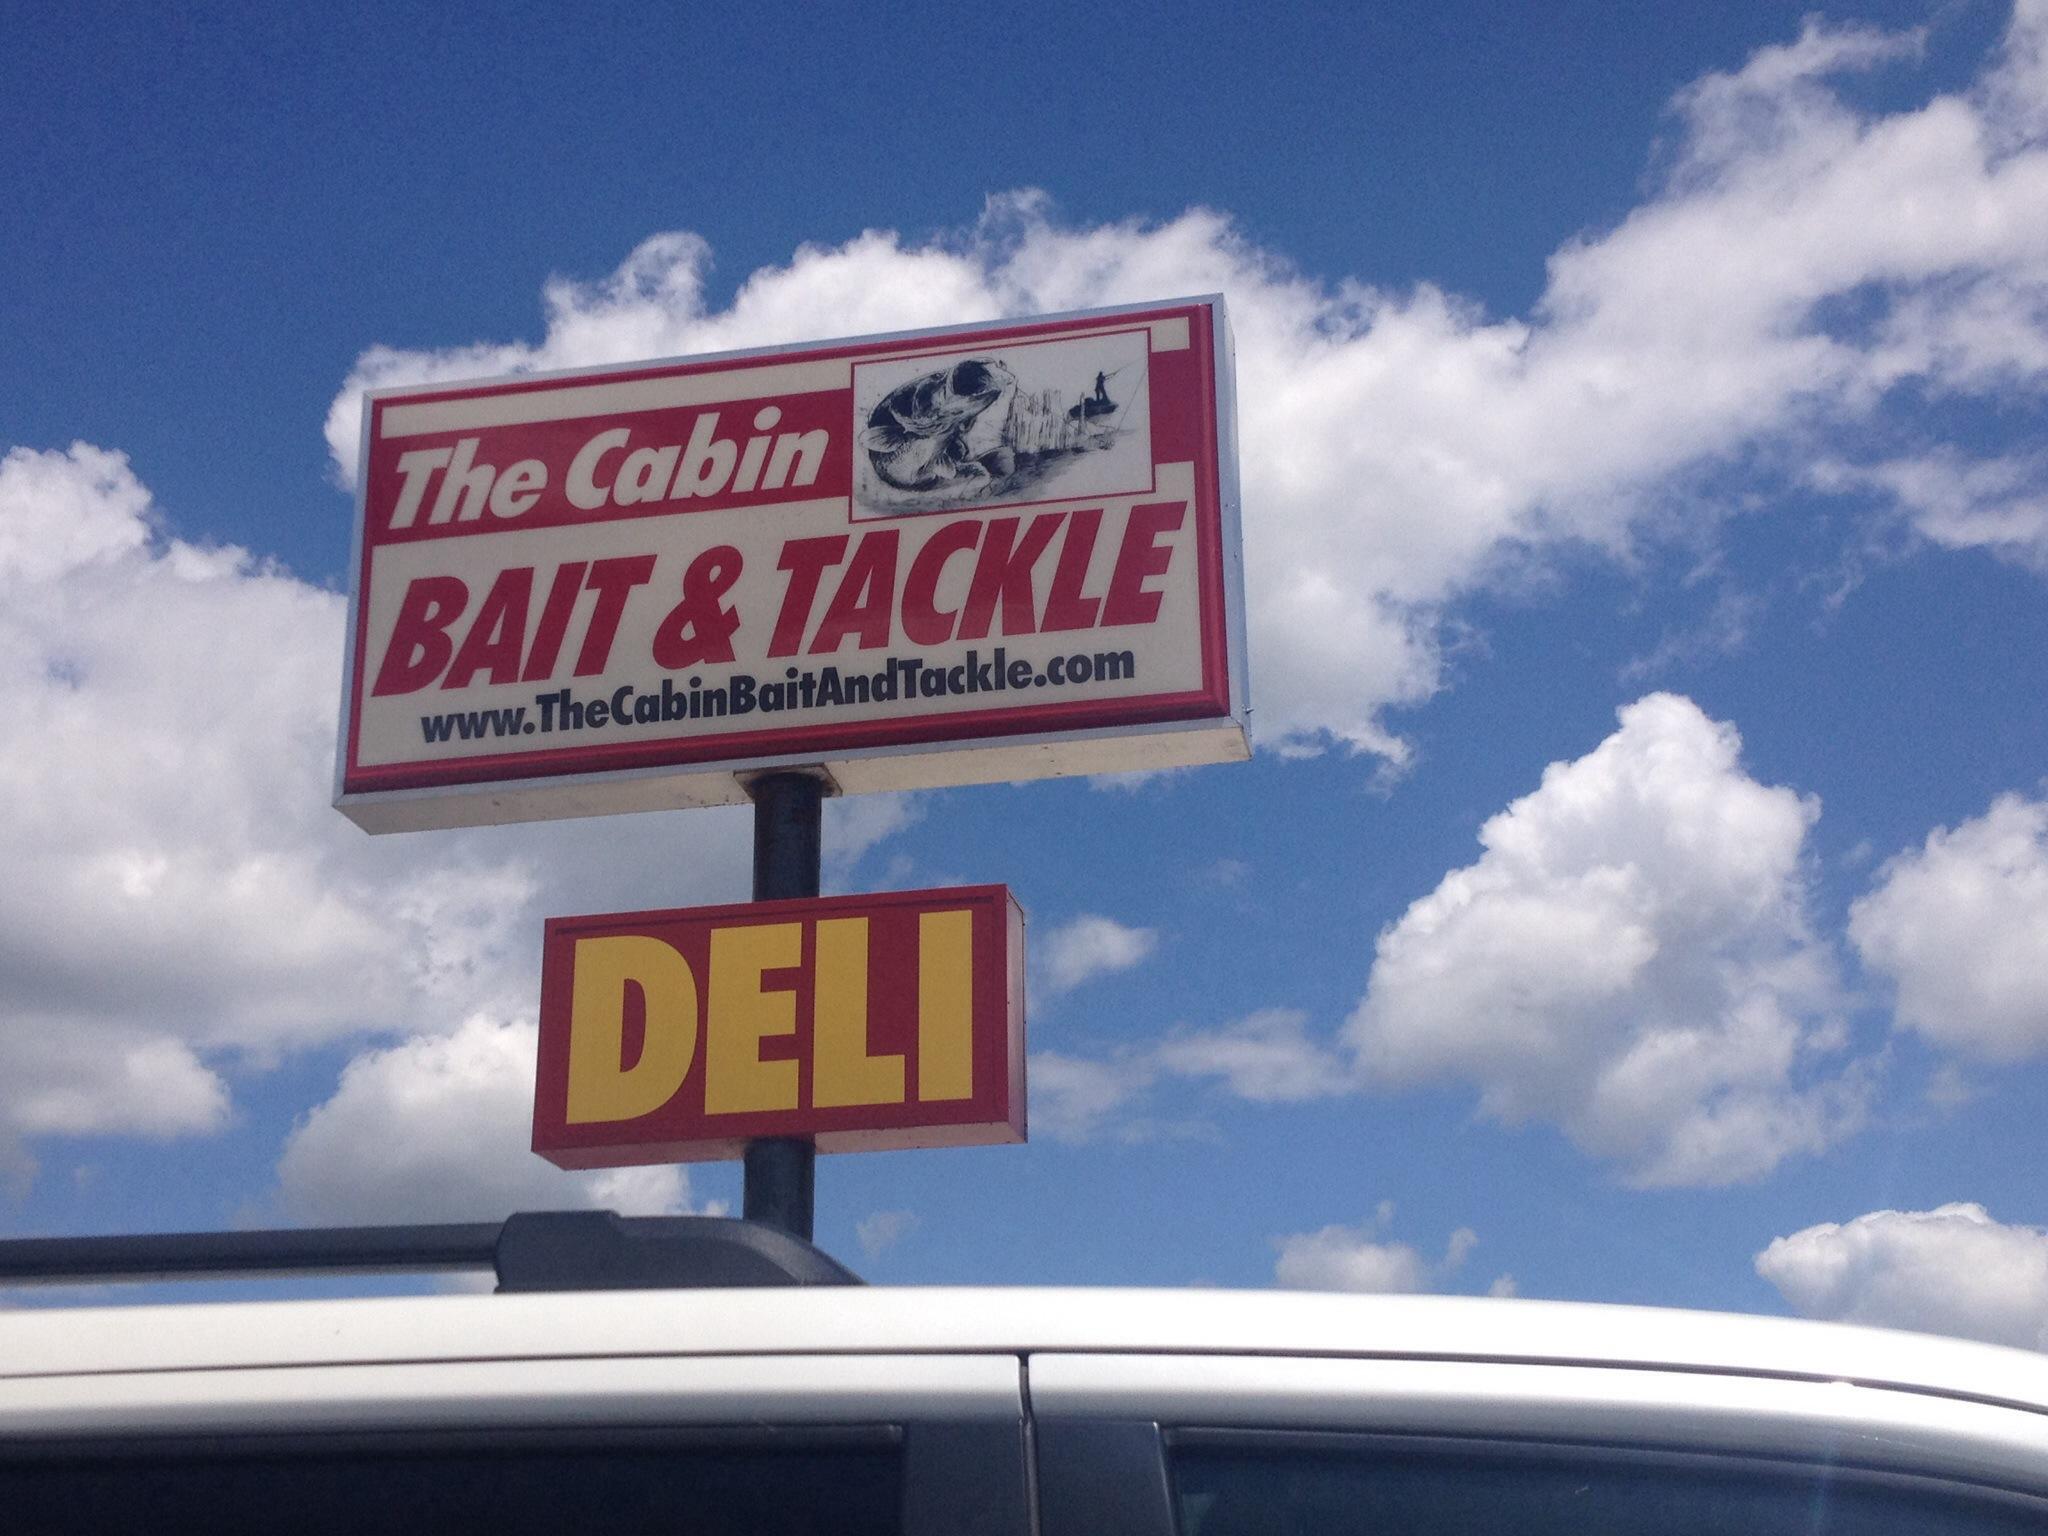 The Cabin
BAIT & TACKLE
www.TheCabinBaitAndTackle.com
DELI